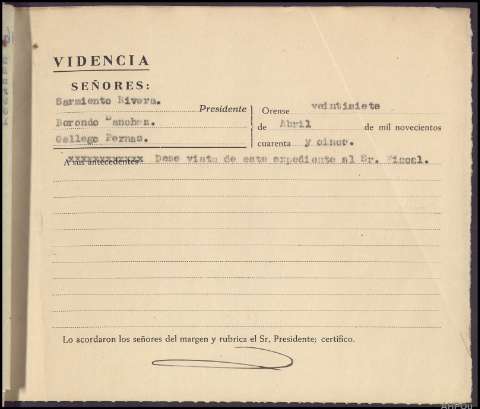 VIDENCIA
SEÑORES:
Sarmiento Rivera.
Presidente
Borondo Sanchez.
Gallego Pernas.
Orense veintisiete
de Abril de mil novecientos
cuarenta y cinco.
A sus antecedentes. Dese vista de este expediente al Sr. Fiscal.
Lo acordaron los señores del margen y rubrica el Sr. Presidente; certifico.
AHPOu